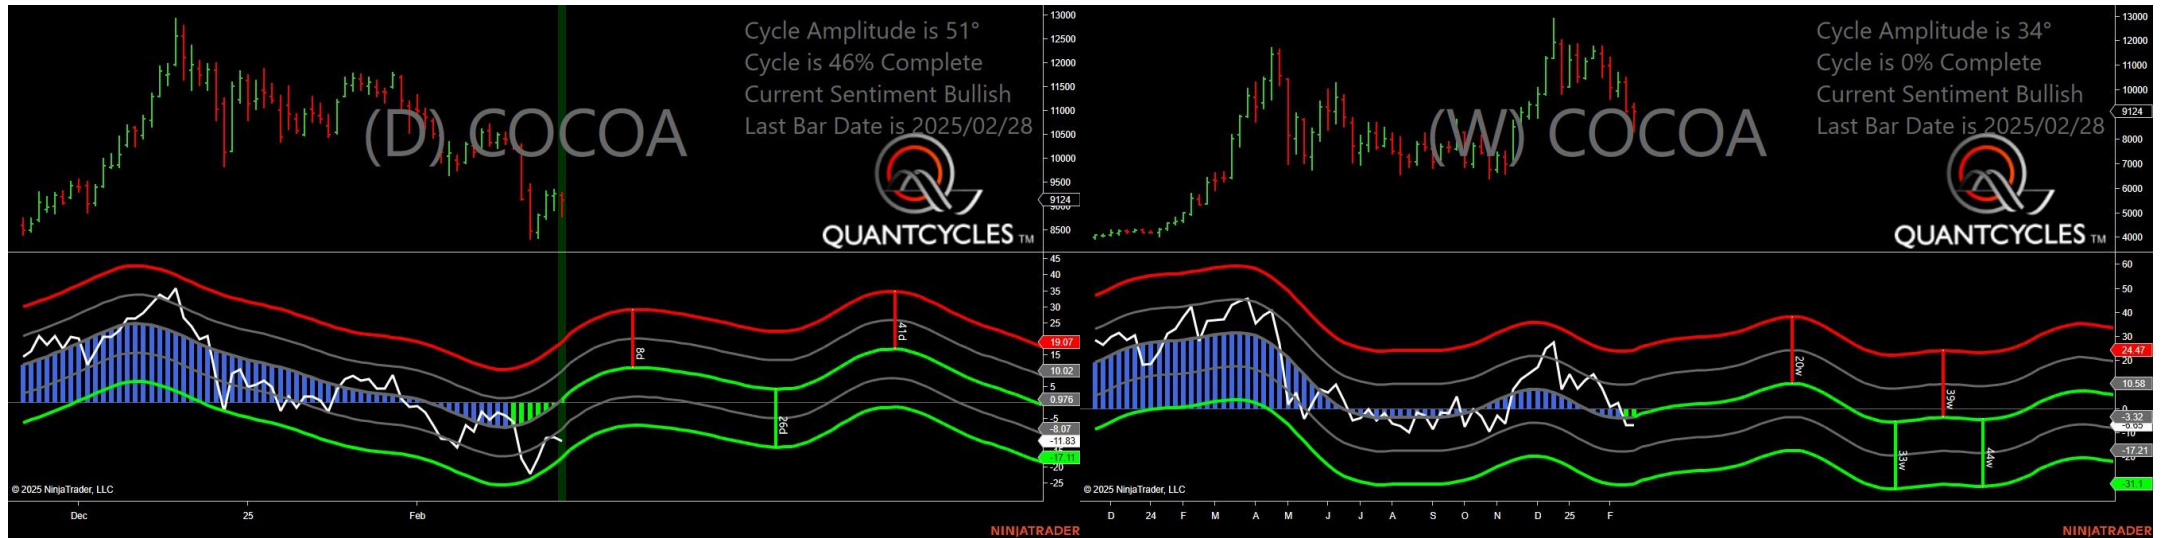 Cycle Amplitude is 51°
Cycle is 46% Complete
Current Sentiment Bullish
Last Bar Date is 2025/02/28
(D) COCOA
QUANTCYCLES TM
13000
12500
12000
11500
11000
10500
10000
9500
9124
8500
45
40
35
30
25
19.07
15
10.02
5
0.976
-5
-8.07
-11.83
-17.11
-20
-25
8d
26d
41d
© 2025 NinjaTrader, LLC
Dec
25
Feb
NINJATRADER
Cycle Amplitude is 34°
Cycle is 0% Complete
Current Sentiment Bullish
Last Bar Date is 2025/02/28
(W) COCOA
QUANTCYCLES TM
13000
12000
11000
10000
9124
8000
7000
6000
5000
4000
60
50
40
30
24.47
20
10.58
0
-3.32
-6.65
-10
-17.21
-31.1
20w
33w
39w
44w
© 2025 NinjaTrader, LLC
D 24 F M A M J J A S O N D 25 F
NINJATRADER